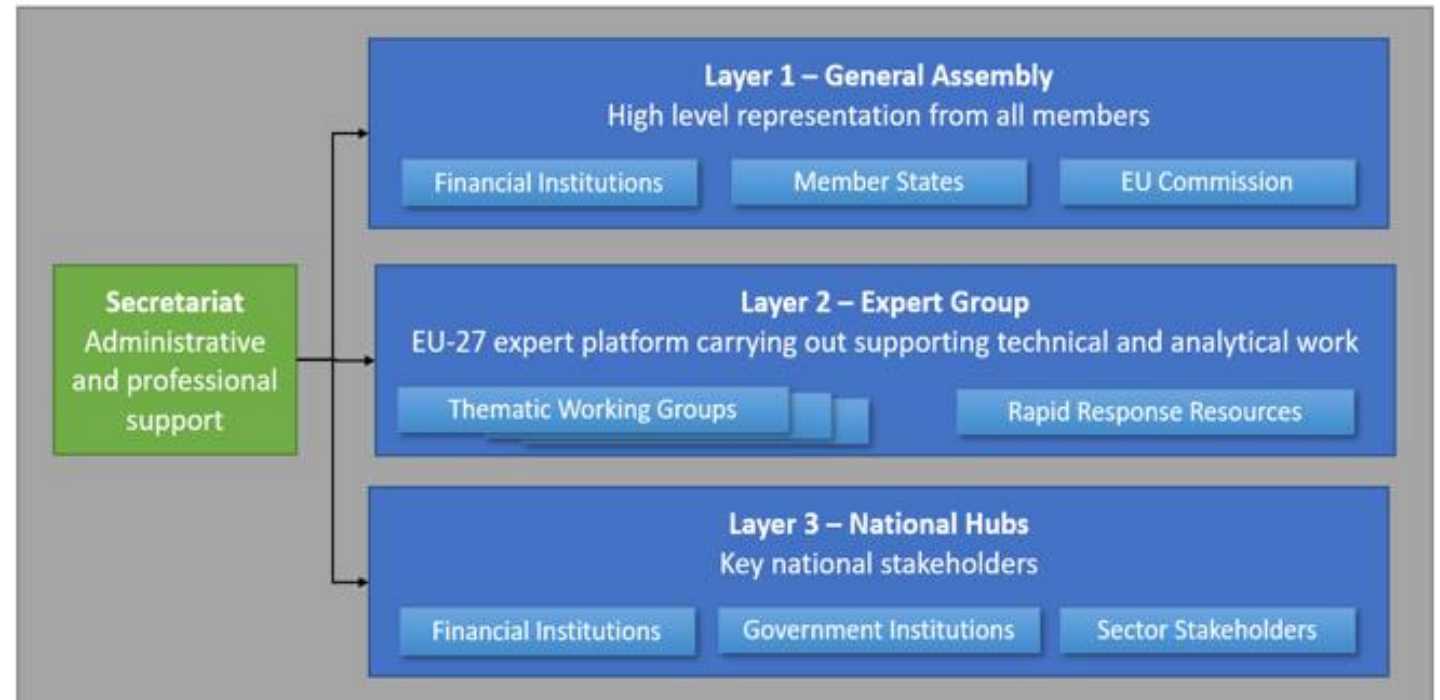 Layer 1 – General Assembly
High level representation from all members
Financial Institutions
Member States
EU Commission
Secretariat
Administrative
and professional
support
Layer 2 – Expert Group
EU-27 expert platform carrying out supporting technical and analytical work
Thematic Working Groups
Rapid Response Resources
Layer 3 – National Hubs
Key national stakeholders
Financial Institutions
Government Institutions
Sector Stakeholders